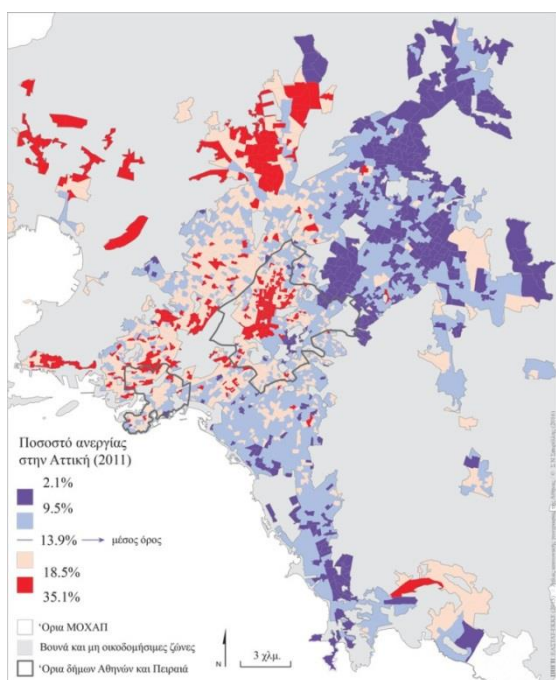 Ποσοστό ανεργίας
στην Αττική (2011)
2.1%
9.5%
13.9% μέσος όρος
18.5%
35.1%
Όρια ΜΟΧΑΠ
Βουνά και μη οικοδομήσιμες ζώνες
Όρια δήμων Αθηνών και Πειραιά
N
3 χλμ.